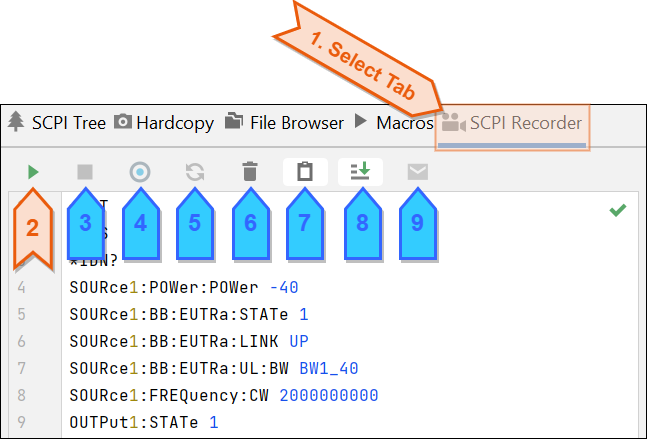 1. Select Tab
SCPI Tree Hardcopy File Browser Macros SCPI Recorder
2 3 4 5 6 7 8 9
*IDN?
4 SOURce1:POWer:POWer -40
5 SOURce1:BB:EUTRa:STATe 1
6 SOURce1:BB:EUTRa:LINK UP
7 SOURce1:BB:EUTRa:UL:BW BW1_40
8 SOURce1:FREQuency:CW 2000000000
9 OUTPut1:STATe 1